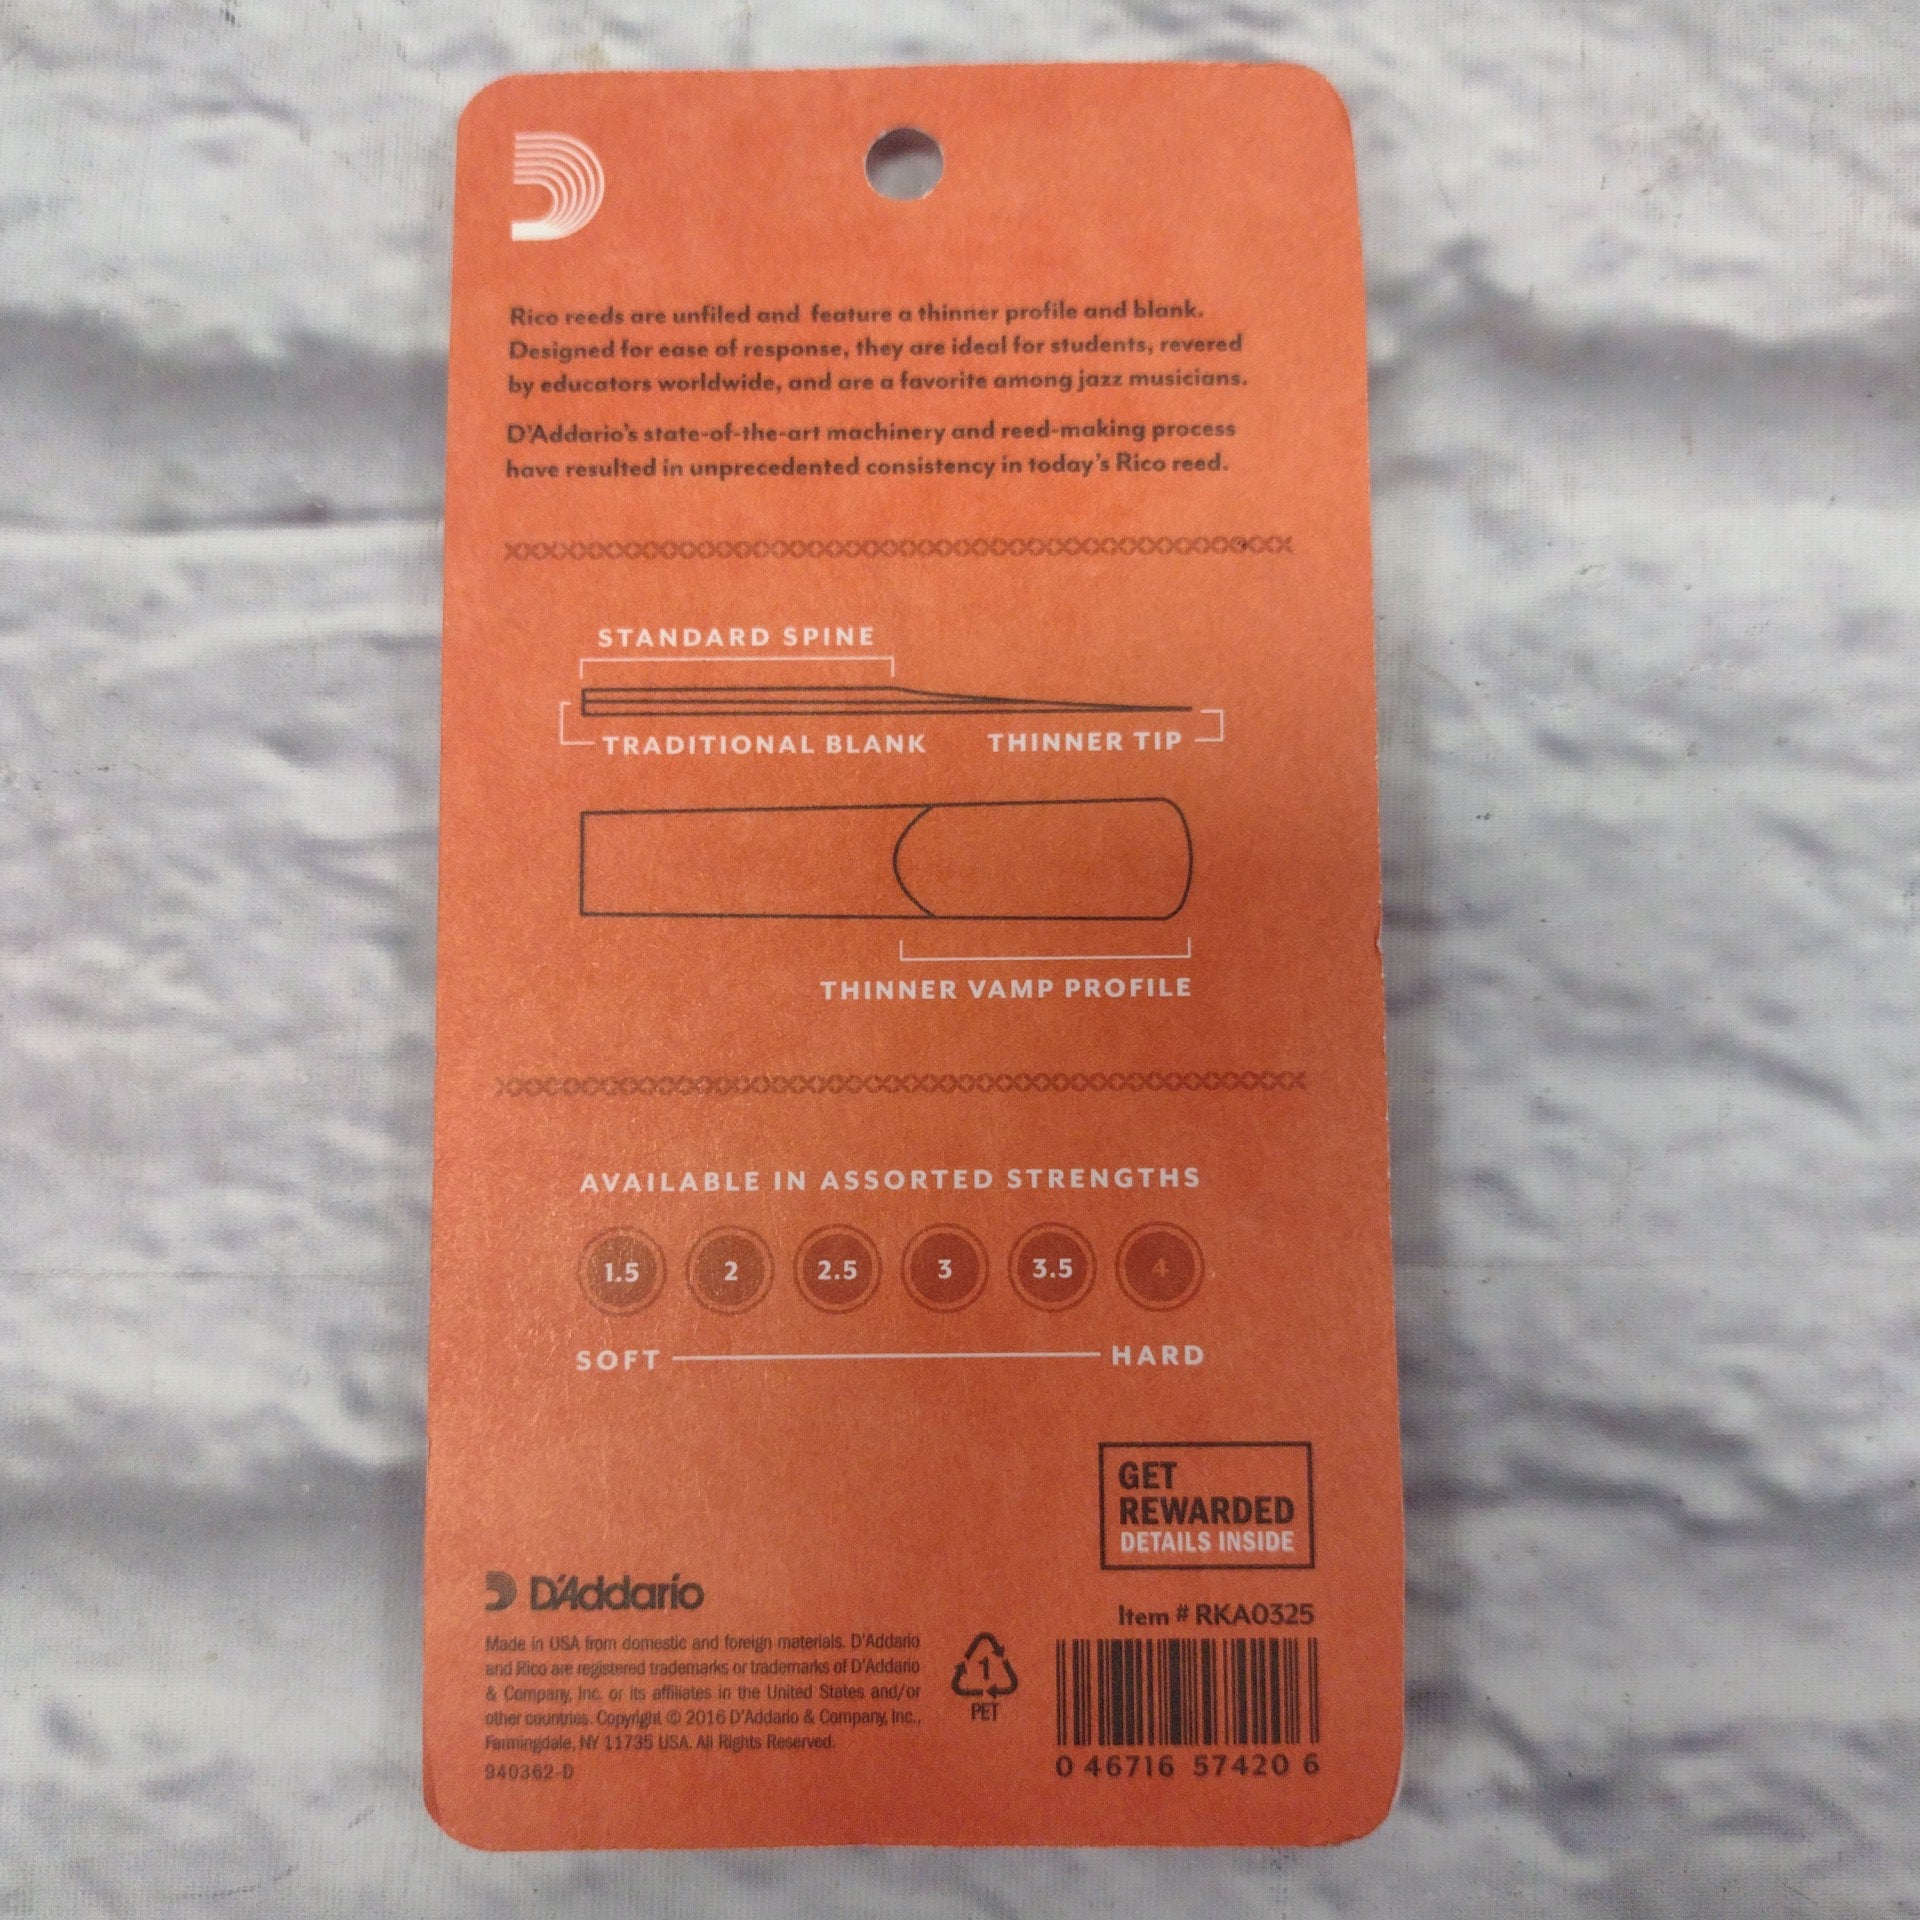 Rico reeds are unfiled and feature a thinner profile and blank.
Designed for ease of response, they are ideal for students, revered
by educators worldwide, and are a favorite among jazz musicians.
D'Addario's state-of-the-art machinery and reed-making process
have resulted in unprecedented consistency in today's Rico reed.
STANDARD SPINE
TRADITIONAL BLANK THINNER TIP
THINNER VAMP PROFILE
AVAILABLE IN ASSORTED STRENGTHS
1.5 2 2.5 3 3.5 4
SOFT HARD
GET
REWARDED
DETAILS INSIDE
D'Addario
Item # RKA0325
Made in USA from domestic and foreign materials. D'Addario
and Rico are registered trademarks or trademarks of D'Addario
& Company, Inc. or its affiliates in the United States and/or
other countries. Copyright © 2016 D'Addario & Company, Inc.,
Farmingdale, NY 11735 USA. All Rights Reserved.
940362-D
1
PET
0 46716 57420 6